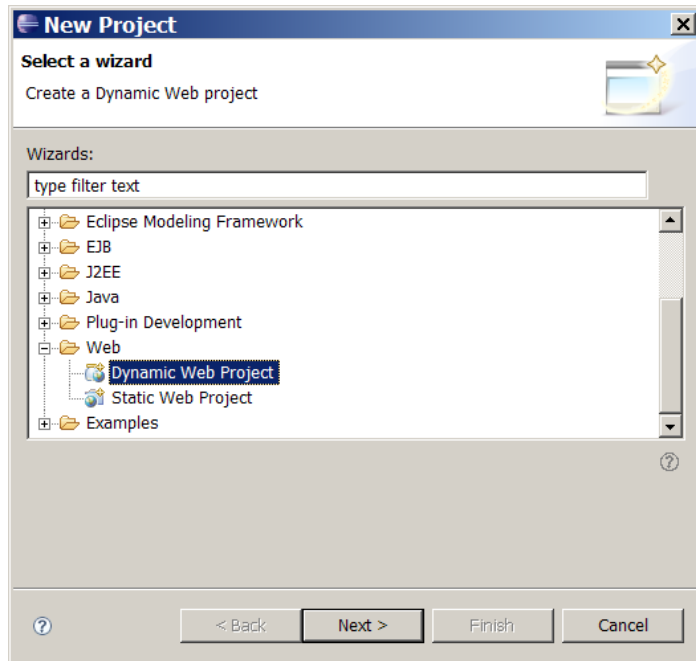 New Project
Select a wizard
Create a Dynamic Web project
Wizards:
type filter text
Eclipse Modeling Framework
EJB
J2EE
Java
Plug-in Development
Web
Dynamic Web Project
Static Web Project
Examples
< Back Next > Finish Cancel